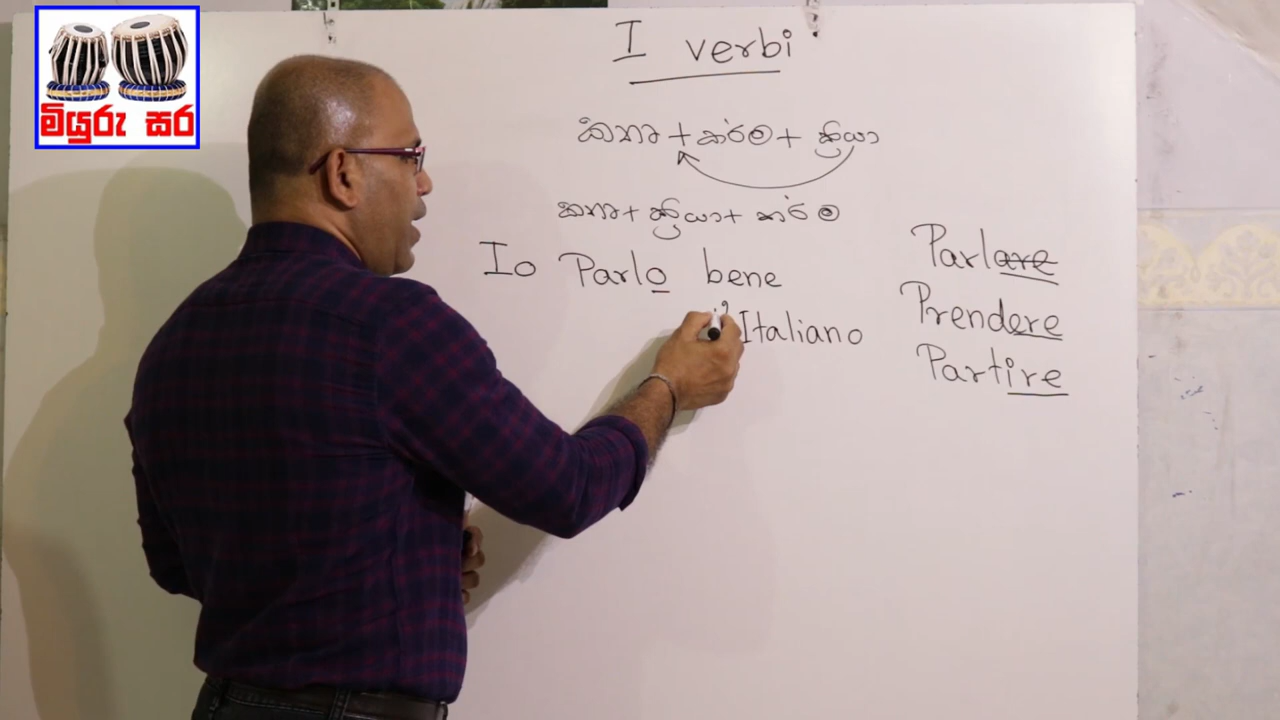 මියුරු සර
I verbi
කතෘ + කර්ම + ක්‍රියා
කතෘ + ක්‍රියා + කර්ම
Io Parlo bene
Italiano
Parlare
Prendere
Partire